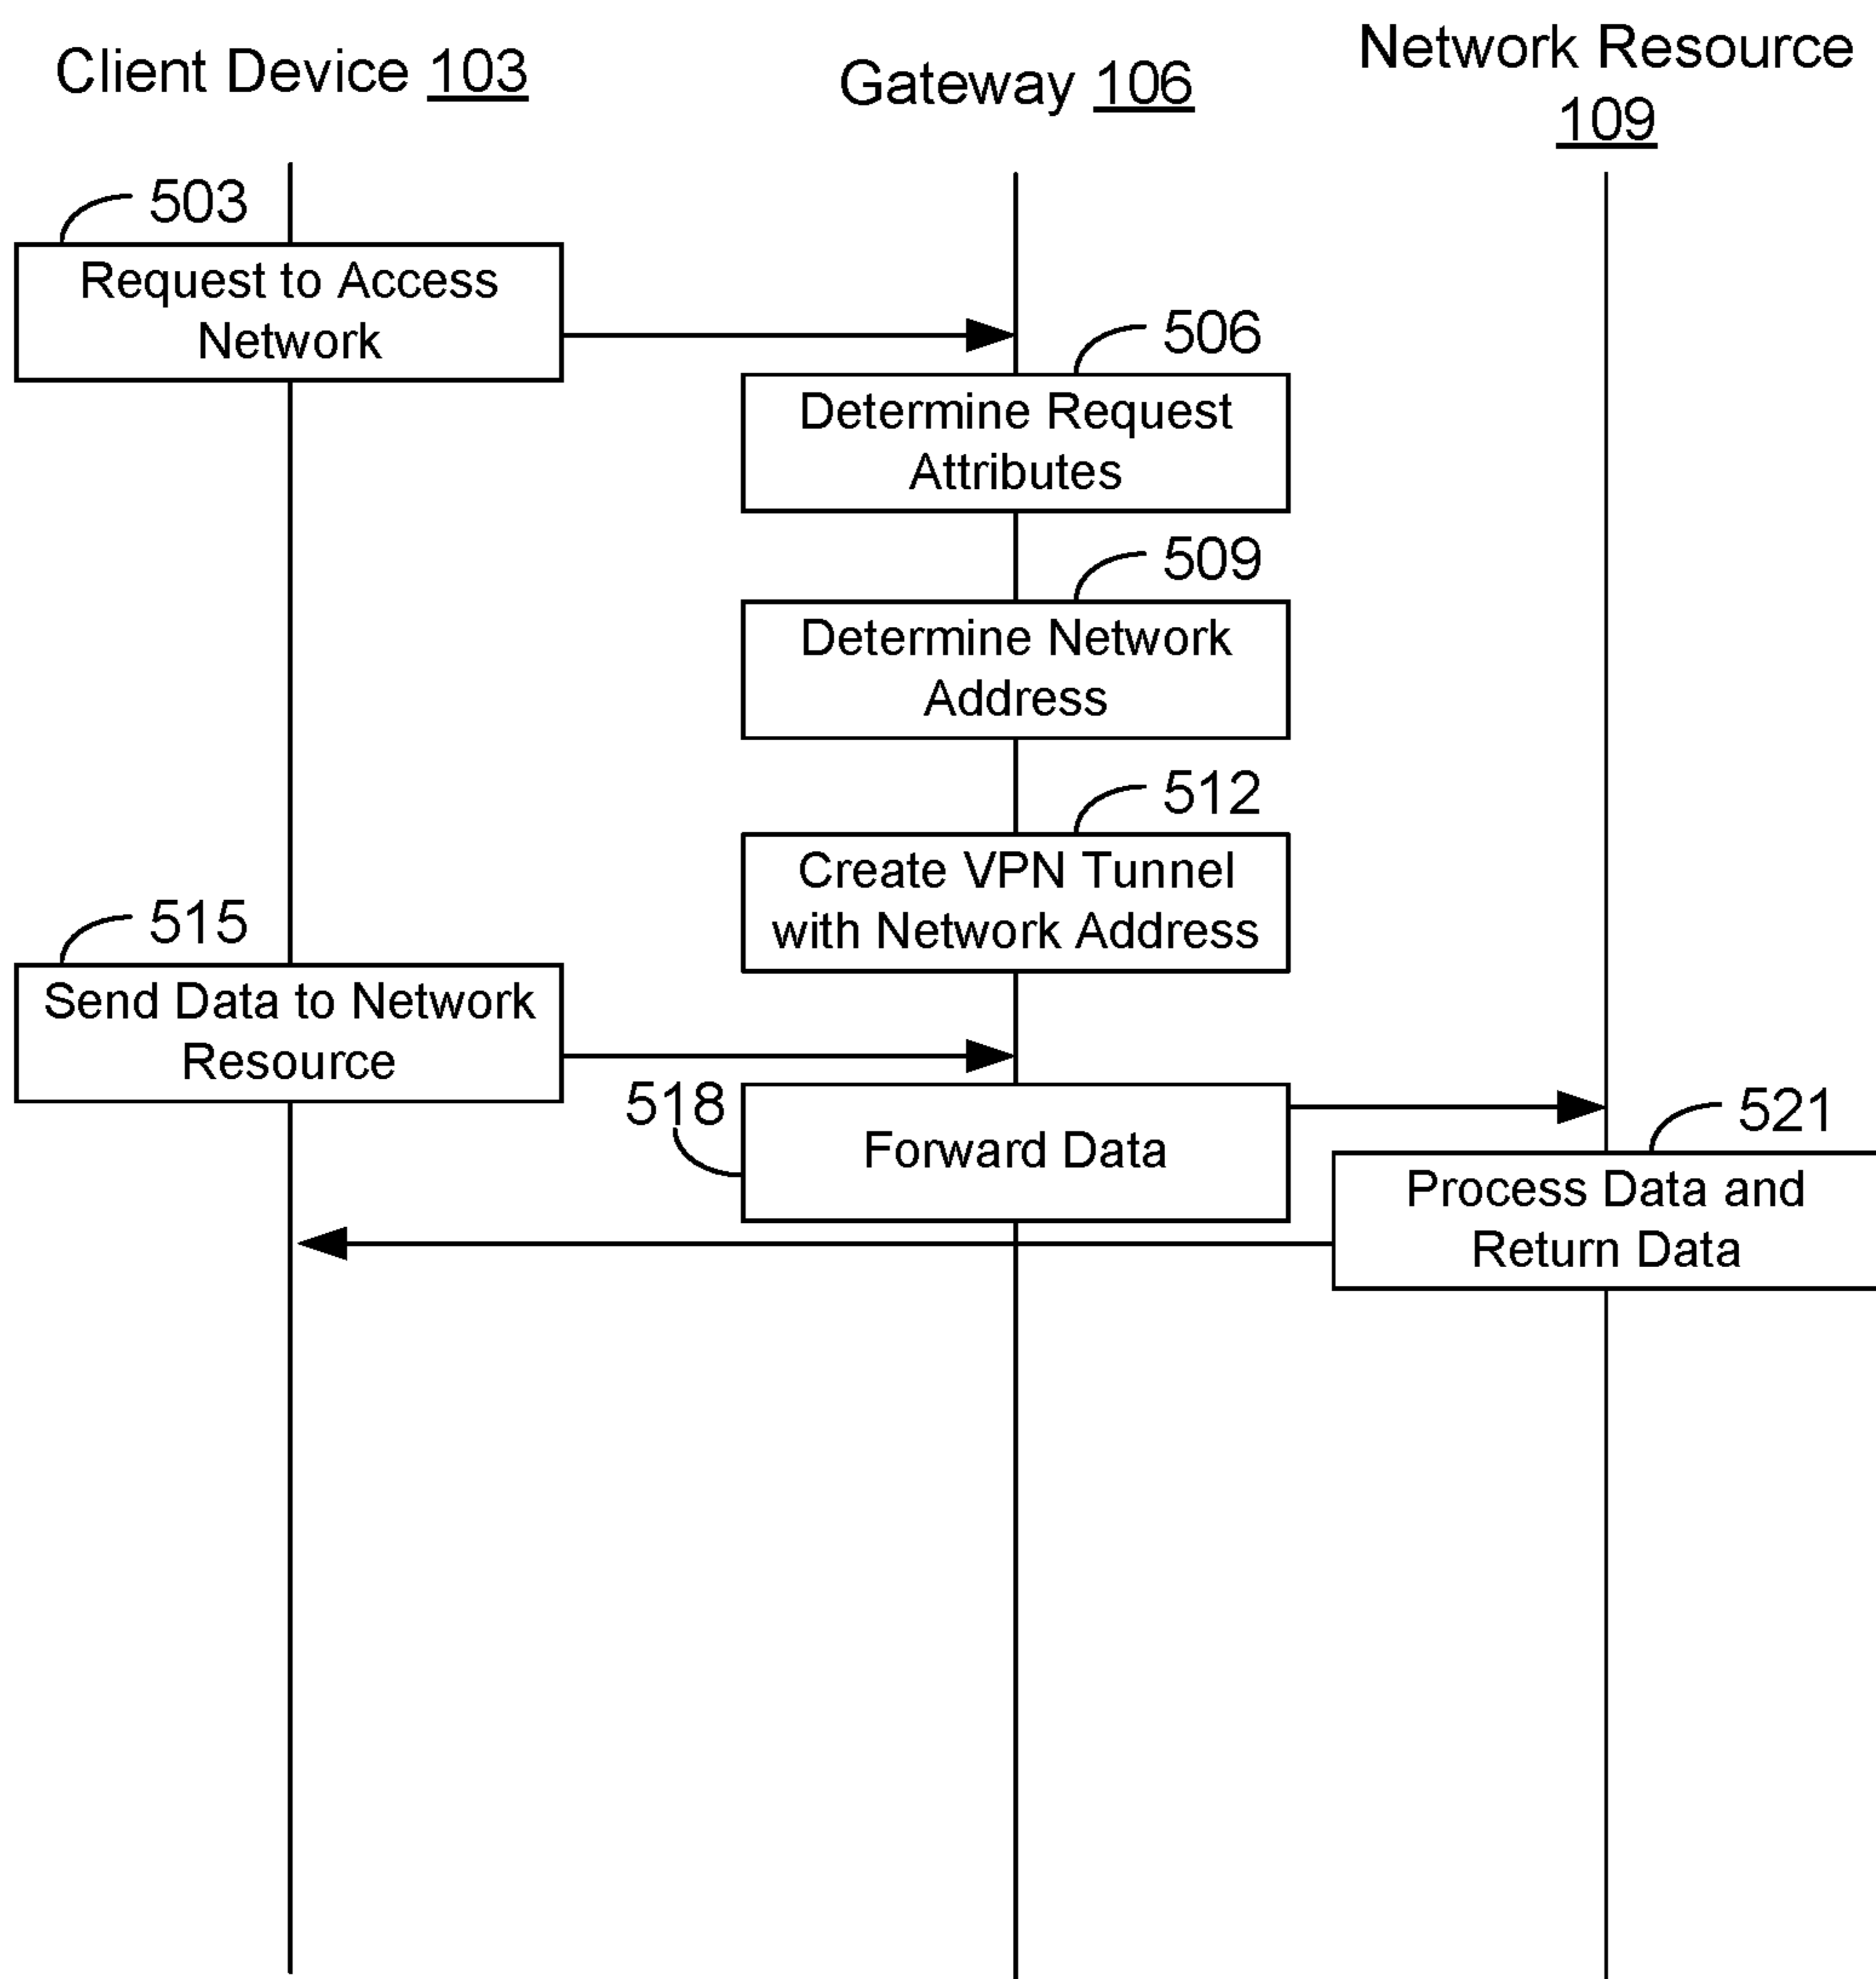 Client Device 103
Gateway 106
Network Resource
109
503
Request to Access
Network
506
Determine Request
Attributes
509
Determine Network
Address
512
Create VPN Tunnel
with Network Address
515
Send Data to Network
Resource
518
Forward Data
521
Process Data and
Return Data